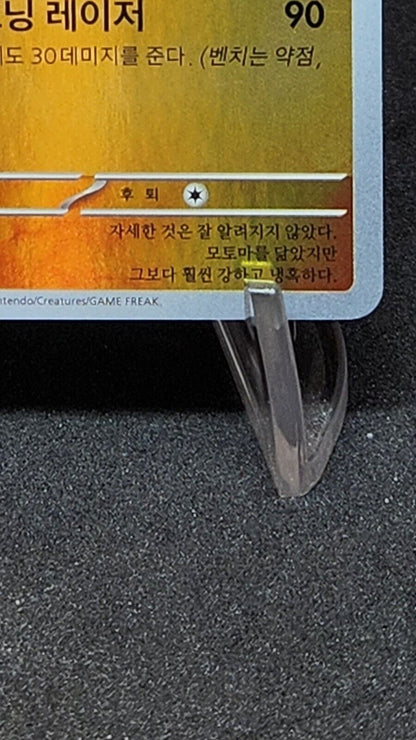 닝 레이저 90
도 30데미지를 준다. (벤치는 약점,
후퇴
자세한 것은 잘 알려지지 않았다.
모토마를 닮았지만
그보다 훨씬 강하고 냉혹하다.
ntendo/Creatures/GAME FREAK.